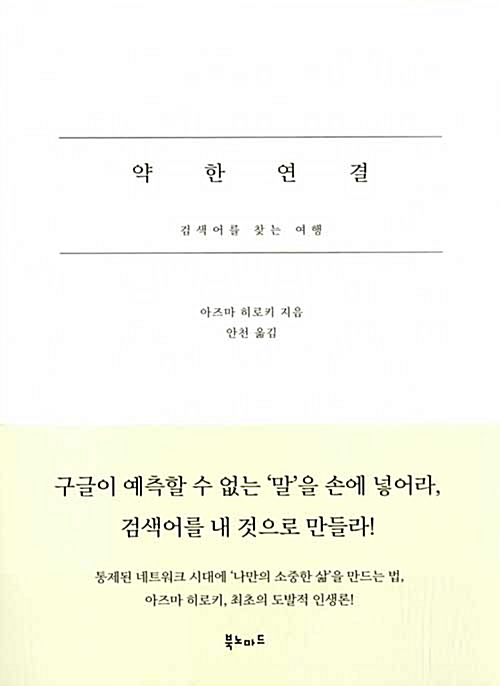 약한연결
검색어를 찾는 여행
아즈마 히로키 지음
안천 옮김
구글이 예측할 수 없는 ‘말’을 손에 넣어라,
검색어를 내 것으로 만들라!
통제된 네트워크 시대에 ‘나만의 소중한 삶’을 만드는 법,
아즈마 히로키, 최초의 도발적 인생론!
북노마드